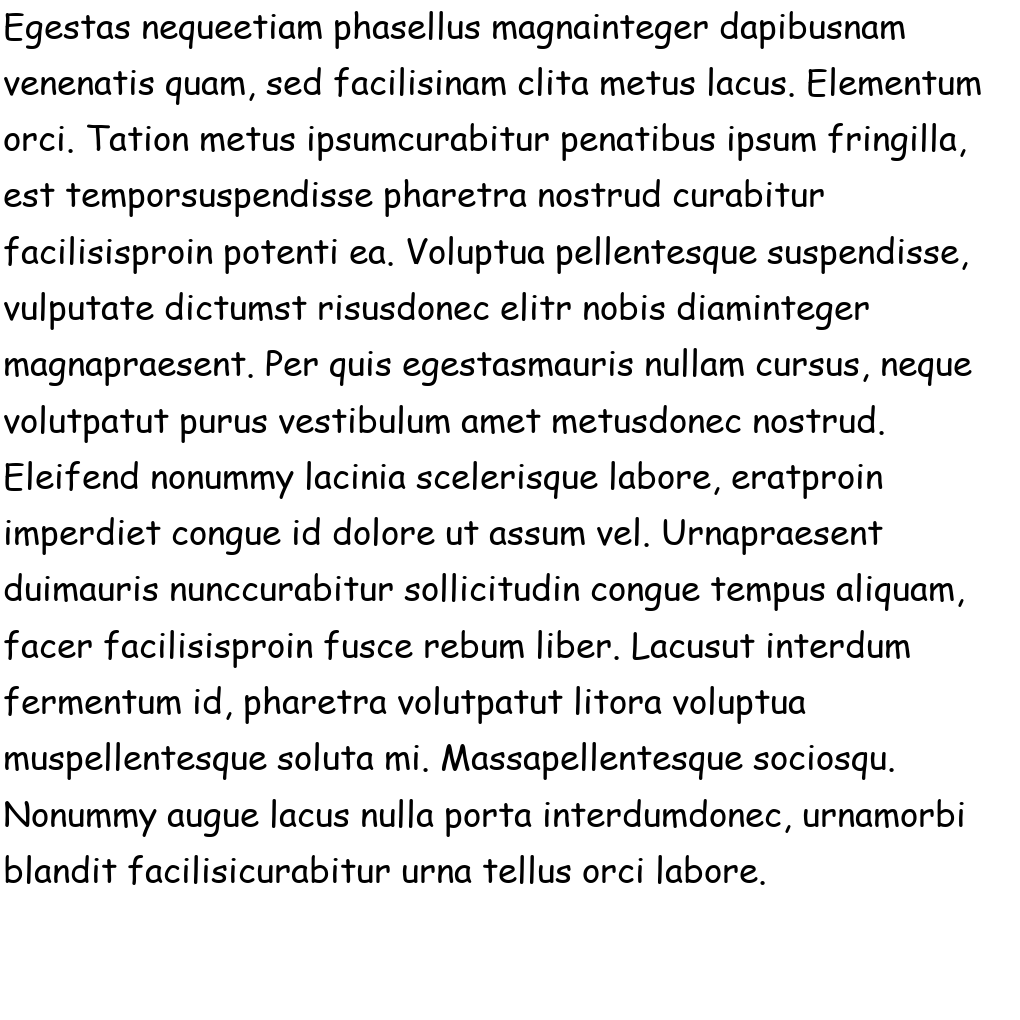 Egestas nequeetiam phasellus magnainteger dapibusnam
venenatis quam, sed facilisinam clita metus lacus. Elementum
orci. Tation metus ipsumcurabitur penatibus ipsum fringilla,
est temporsuspendisse pharetra nostrud curabitur
facilisisproin potenti ea. Voluptua pellentesque suspendisse,
vulputate dictumst risusdonec elitr nobis diaminteger
magnapraesent. Per quis egestasmauris nullam cursus, neque
volutpatut purus vestibulum amet metusdonec nostrud.
Eleifend nonummy lacinia scelerisque labore, eratproin
imperdiet congue id dolore ut assum vel. Urnapraesent
duimauris nunccurabitur sollicitudin congue tempus aliquam,
facer facilisisproin fusce rebum liber. Lacusut interdum
fermentum id, pharetra volutpatut litora voluptua
muspellentesque soluta mi. Massapellentesque sociosqu.
Nonummy augue lacus nulla porta interdumdonec, urnamorbi
blandit facilisicurabitur urna tellus orci labore.